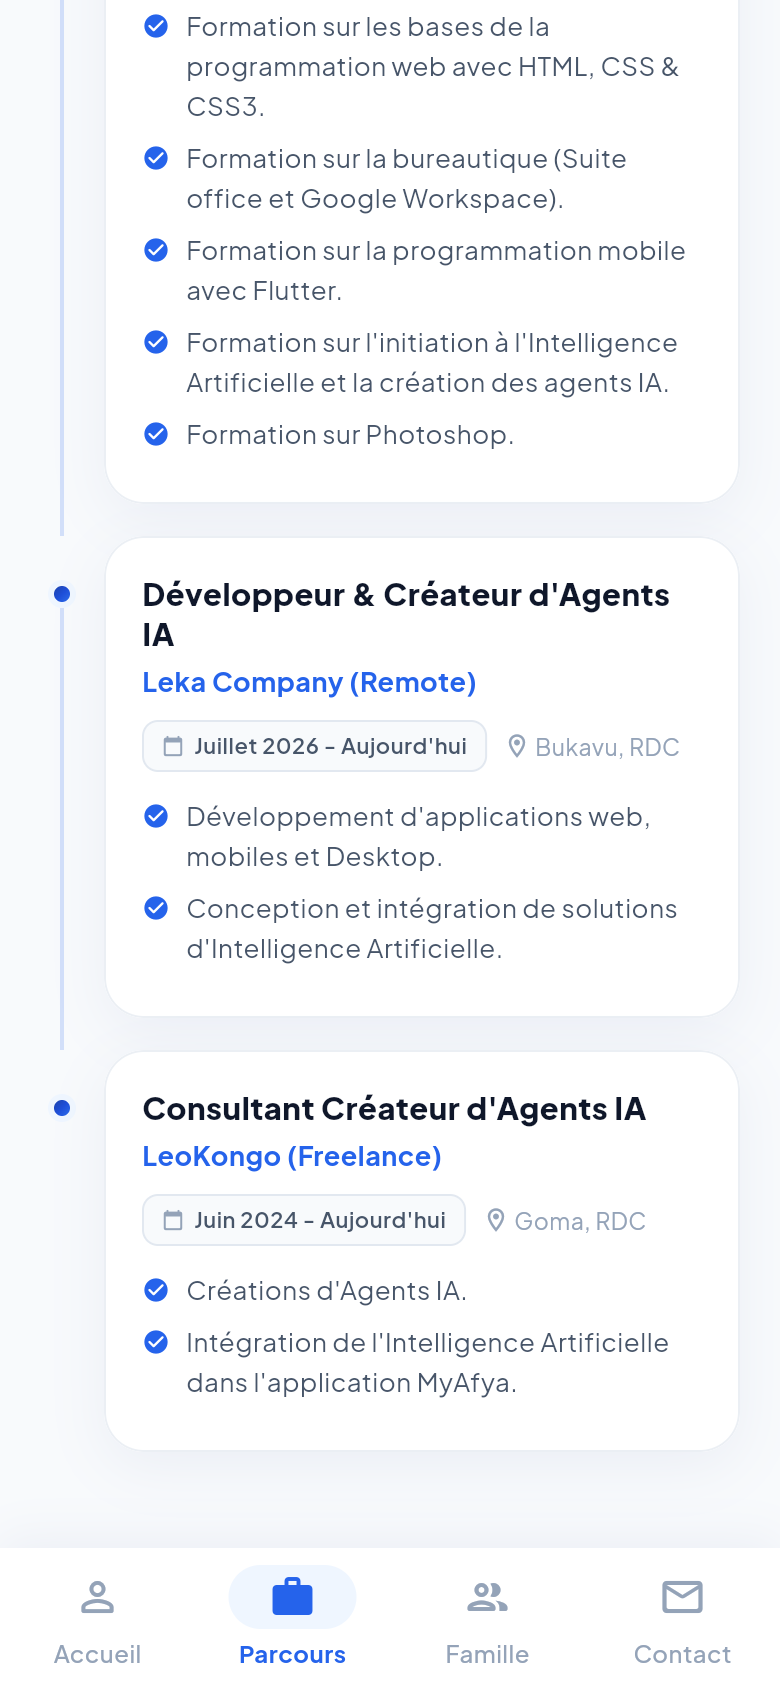 Formation sur les bases de la
programmation web avec HTML, CSS &
CSS3.
Formation sur la bureautique (Suite
office et Google Workspace).
Formation sur la programmation mobile
avec Flutter.
Formation sur l'initiation à l'Intelligence
Artificielle et la création des agents IA.
Formation sur Photoshop.
Développeur & Créateur d'Agents
IA
Leka Company (Remote)
Juillet 2026 - Aujourd'hui
Bukavu, RDC
Développement d'applications web,
mobiles et Desktop.
Conception et intégration de solutions
d'Intelligence Artificielle.
Consultant Créateur d'Agents IA
LeoKongo (Freelance)
Juin 2024 - Aujourd'hui
Goma, RDC
Créations d'Agents IA.
Intégration de l'Intelligence Artificielle
dans l'application MyAfya.
Accueil
Parcours
Famille
Contact